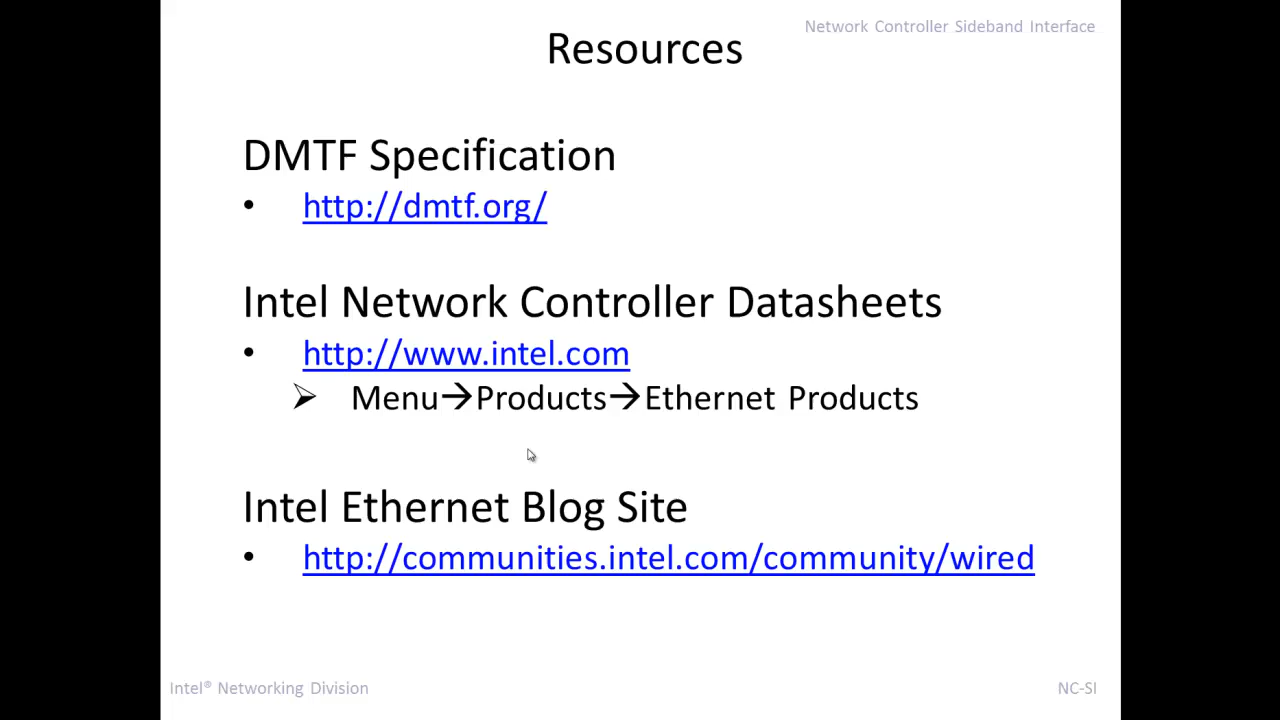 Network Controller Sideband Interface
Resources
DMTF Specification
• http://dmtf.org/
Intel Network Controller Datasheets
• http://www.intel.com
➢ Menu→Products→Ethernet Products
Intel Ethernet Blog Site
• http://communities.intel.com/community/wired
Intel® Networking Division
NC-SI